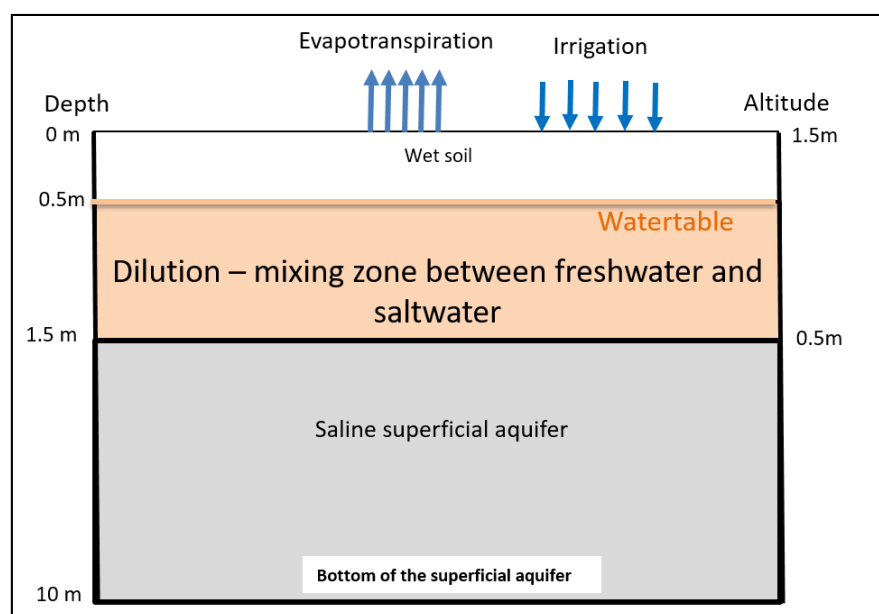 Evapotranspiration
Irrigation
Depth
Altitude
0 m
1.5m
Wet soil
0.5m
Watertable
Dilution – mixing zone between freshwater and
saltwater
1.5 m
0.5m
Saline superficial aquifer
Bottom of the superficial aquifer
10 m